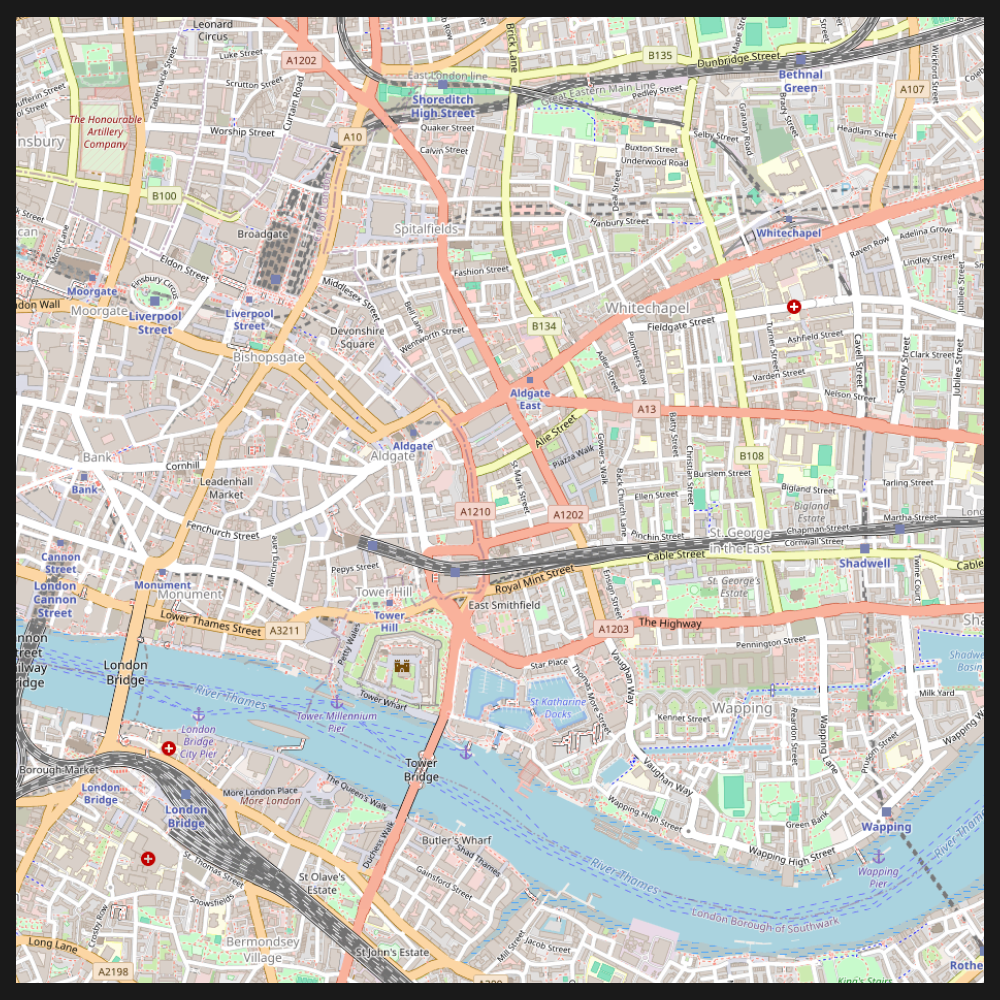 Leonard
Circus
Luke Street
A1202
Scrutton Street
Tabernacle Street
Curtain Road
Brick Lane
B135
Dunbridge Street
Bethnal
Green
Wickford Street
A107
East London line
Great Eastern Main Line
Pedley Street
Shoreditch
High Street
The Honourable
Artillery
Company
Worship Street
A10
Quaker Street
Calvin Street
Selby Street
Granary Road
Brady Street
Headlam Street
Buxton Street
Underwood Road
B100
Hanbury Street
Spitalfields
Broadgate
Whitechapel
Raven Row
Adelina Grove
Lindley Street
Jubilee Street
Eldon Street
Finsbury Circus
Moor Lane
Moorgate
Moorgate
Liverpool
Street
Liverpool
Street
Middlesex Street
Bell Lane
Fashion Street
Wentworth Street
Devonshire
Square
B134
Whitechapel
Fieldgate Street
Plumbers Row
Adler Street
Turner Street
Ashfield Street
Varden Street
Nelson Street
Cavell Street
Sidney Street
Clark Street
Jubilee Street
Bishopsgate
Aldgate
East
A13
Alie Street
Aldgate
Aldgate
Bank
Bank
Cornhill
Leadenhall
Market
Piazza Walk
Gower's Walk
Back Church Lane
Batty Street
Christian Street
B108
Burslem Street
Ellen Street
Bigland Street
Bigland
Estate
Tarling Street
Martha Street
St Mark Street
A1210
A1202
Fenchurch Street
Mincing Lane
Pinchin Street
St. George
in-the-East
Chapman Street
Cornwall Street
Cable Street
Shadwell
Cable
Cannon
Street
London
Cannon
Street
Monument
Monument
Pepys Street
Tower Hill
Tower
Hill
Royal Mint Street
East Smithfield
Ensign Street
St. George's
Estate
Twine Court
Lower Thames Street
A3211
Petty Wales
A1203
The Highway
Pennington Street
London
Bridge
Tower Wharf
Star Place
Thomas More Street
Vaughan Way
River Thames
Tower Millennium
Pier
St Katharine
Docks
Kennet Street
Wapping
Reardon Street
Wapping Lane
Milk Yard
London
Bridge
City Pier
Tower
Bridge
Vaughan Way
Prusom Street
Borough Market
London
Bridge
London
Bridge
More London Place
More London
The Queen's Walk
Wapping High Street
Green Bank
Wapping
Wapping High Street
Wapping
Pier
River Thames
Butler's Wharf
Shad Thames
Gainsford Street
Duchess Walk
St. Thomas Street
Snowsfields
St Olave's
Estate
River Thames
London Borough of Southwark
Crosby Row
Long Lane
Bermondsey
Village
St John's Estate
Mill Street
Jacob Street
A2198
King's Stairs